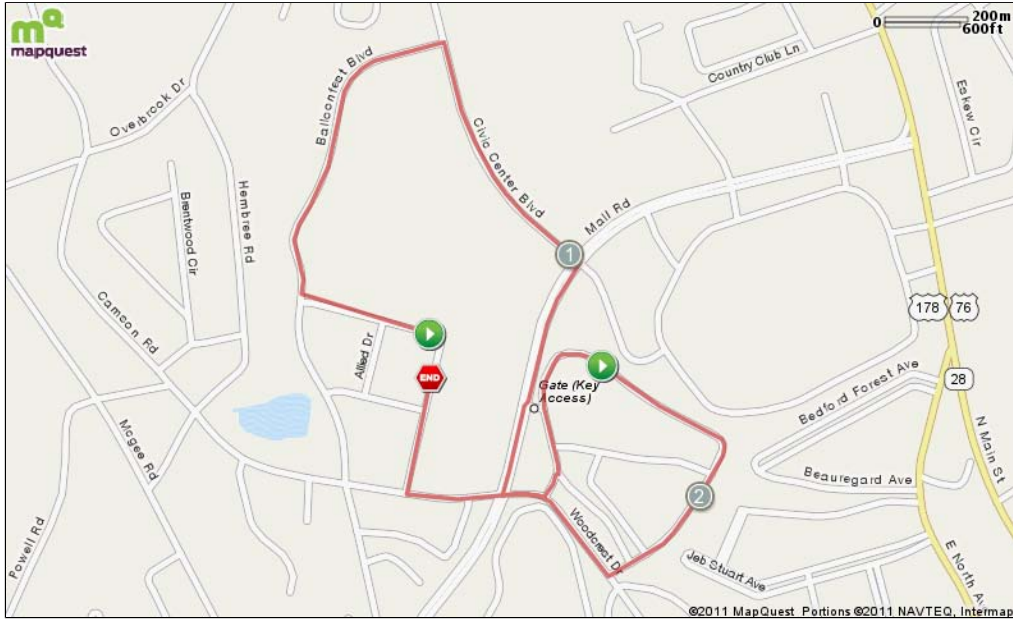 mQ
mapquest
0 200m
600ft
Country Club Ln
Eskew Cir
Overbrook Dr
Balloonfest Blvd
Civic Center Blvd
Mall Rd
Brentwood Cir
Hembree Rd
1
Camson Rd
178 76
Allied Dr
END
Gate (Key
Access)
28
Bedford Forest Ave
N Main St
Mcgee Rd
Beauregard Ave
2
Powell Rd
Woodcrest Dr
Jeb Stuart Ave
E North Av
©2011 MapQuest Portions ©2011 NAVTEQ, Intermap